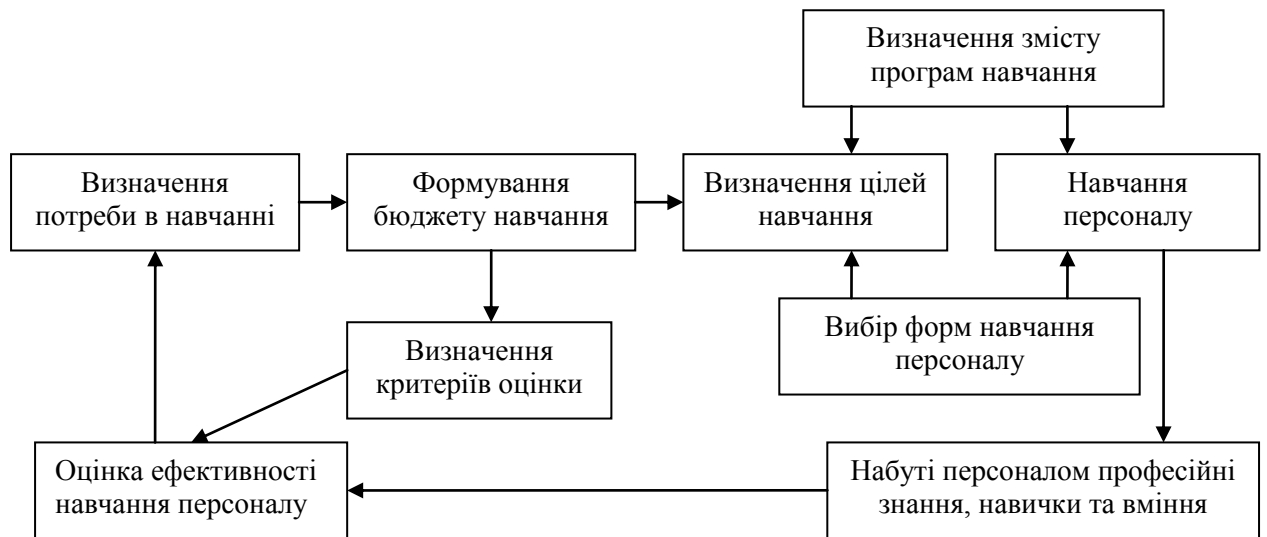 Визначення змісту
програм навчання
Визначення
потреби в навчанні
Формування
бюджету навчання
Визначення цілей
навчання
Навчання
персоналу
Визначення
критеріїв оцінки
Вибір форм навчання
персоналу
Оцінка ефективності
навчання персоналу
Набуті персоналом професійні
знання, навички та вміння